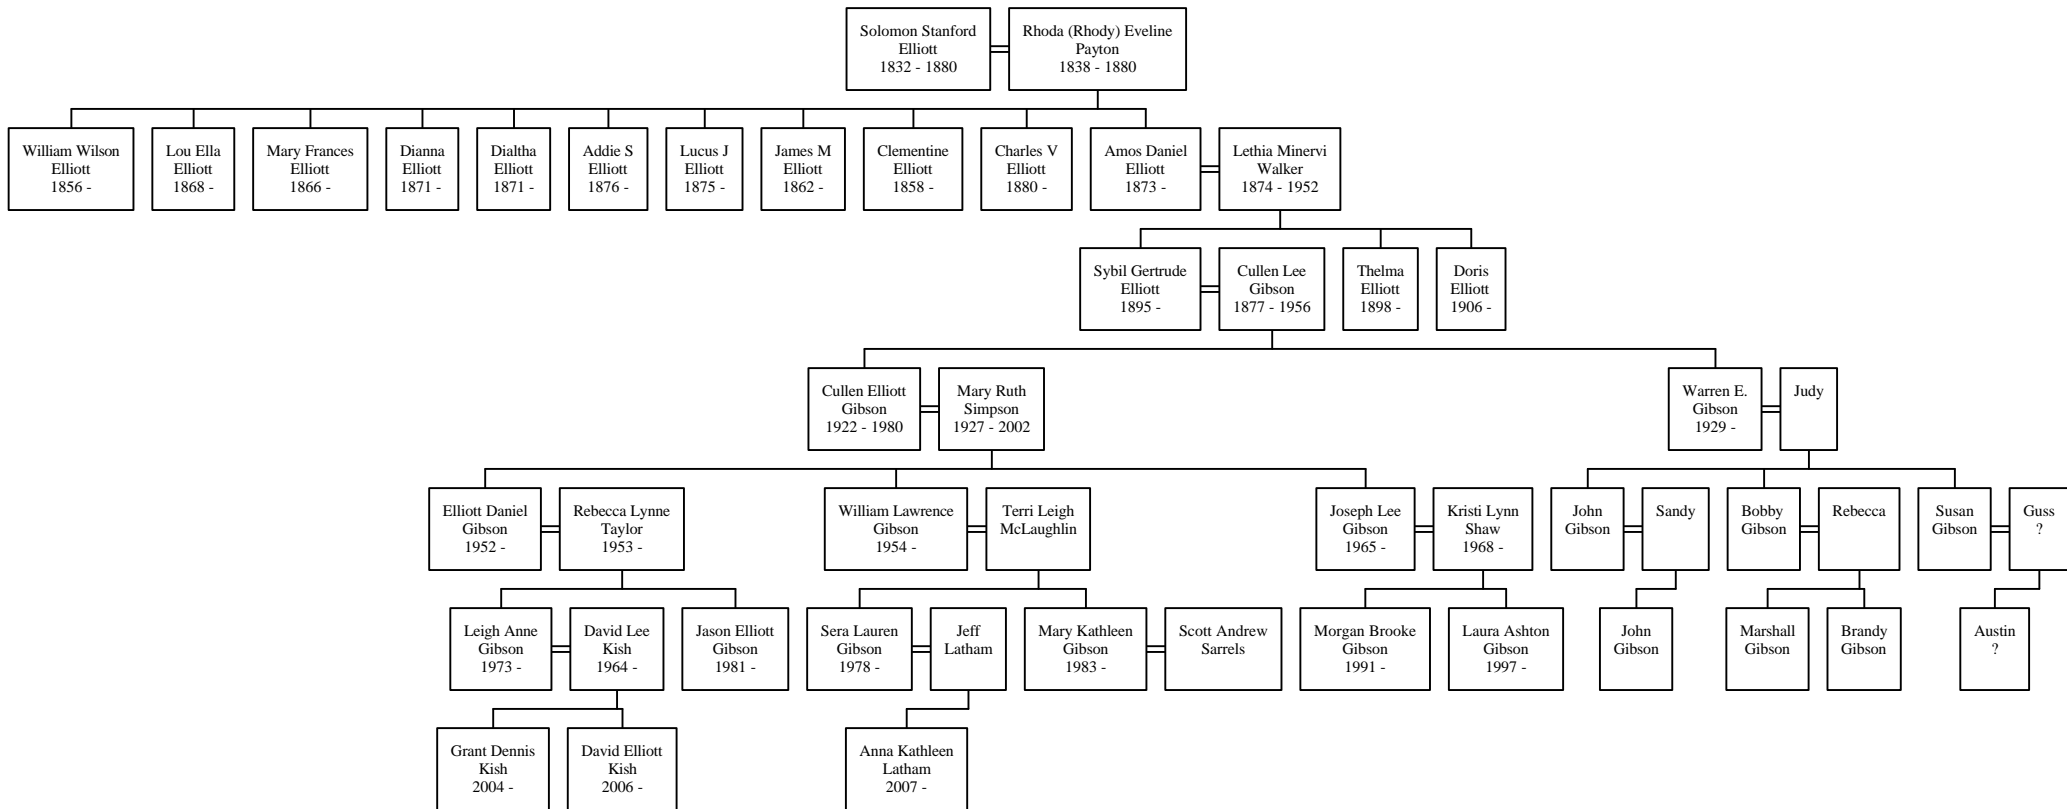 Solomon Stanford
Elliott
1832 - 1880
Rhoda (Rhody) Eveline
Payton
1838 - 1880
William Wilson
Elliott
1856 -
Lou Ella
Elliott
1868 -
Mary Frances
Elliott
1866 -
Dianna
Elliott
1871 -
Dialtha
Elliott
1871 -
Addie S
Elliott
1876 -
Lucus J
Elliott
1875 -
James M
Elliott
1862 -
Clementine
Elliott
1858 -
Charles V
Elliott
1880 -
Amos Daniel
Elliott
1873 -
Lethia Minervi
Walker
1874 - 1952
Sybil Gertrude
Elliott
1895 -
Cullen Lee
Gibson
1877 - 1956
Thelma
Elliott
1898 -
Doris
Elliott
1906 -
Cullen Elliott
Gibson
1922 - 1980
Mary Ruth
Simpson
1927 - 2002
Warren E.
Gibson
1929 -
Judy
Elliott Daniel
Gibson
1952 -
Rebecca Lynne
Taylor
1953 -
William Lawrence
Gibson
1954 -
Terri Leigh
McLaughlin
Joseph Lee
Gibson
1965 -
Kristi Lynn
Shaw
1968 -
John
Gibson
Sandy
Bobby
Gibson
Rebecca
Susan
Gibson
Guss
?
Leigh Anne
Gibson
1973 -
David Lee
Kish
1964 -
Jason Elliott
Gibson
1981 -
Sera Lauren
Gibson
1978 -
Jeff
Latham
Mary Kathleen
Gibson
1983 -
Scott Andrew
Sarrels
Morgan Brooke
Gibson
1991 -
Laura Ashton
Gibson
1997 -
John
Gibson
Marshall
Gibson
Brandy
Gibson
Austin
?
Grant Dennis
Kish
2004 -
David Elliott
Kish
2006 -
Anna Kathleen
Latham
2007 -